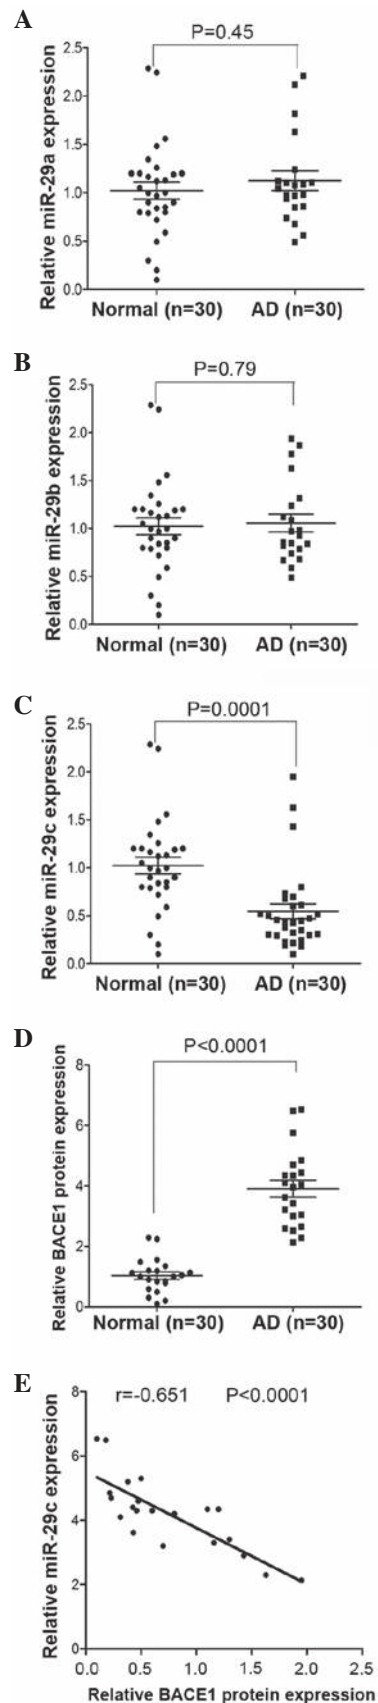 A
P=0.45
Relative miR-29a expression
2.5
2.0
1.5
1.0
0.5
0.0
Normal (n=30) AD (n=30)
B
P=0.79
Relative miR-29b expression
2.5
2.0
1.5
1.0
0.5
0.0
Normal (n=30) AD (n=30)
C
P=0.0001
Relative miR-29c expression
2.5
2.0
1.5
1.0
0.5
0.0
Normal (n=30) AD (n=30)
D
P<0.0001
Relative BACE1 protein expression
8
6
4
2
0
Normal (n=30) AD (n=30)
E
r=-0.651 P<0.0001
Relative miR-29c expression
8
6
4
2
0
0.0 0.5 1.0 1.5 2.0 2.5
Relative BACE1 protein expression